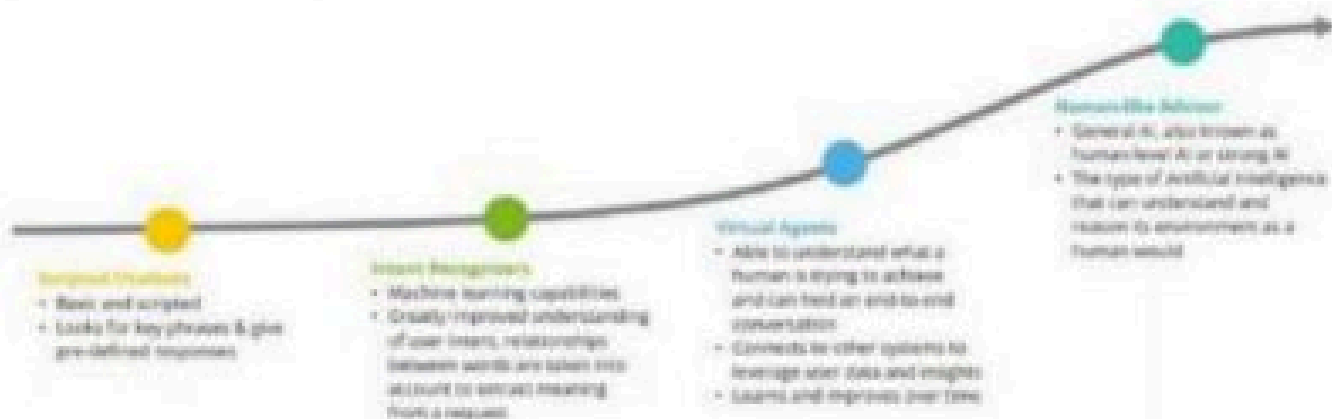 Scripted Chatbots
• Basic and scripted
• Looks for key phrases & give
pre-defined responses
Intent Recognizers
• Machine learning capabilities
• Greatly improved understanding
of user intent, relationships
between words are taken into
account to extract meaning
from a request
Virtual Agents
• Able to understand what a
human is trying to achieve
and can hold an end-to-end
conversation
• Connects to other systems to
leverage user data and insights
• Learns and improves over time
Human-like Advisor
• General AI, also known as
human-level AI or strong AI
• The type of Artificial Intelligence
that can understand and
reason its environment as a
human would